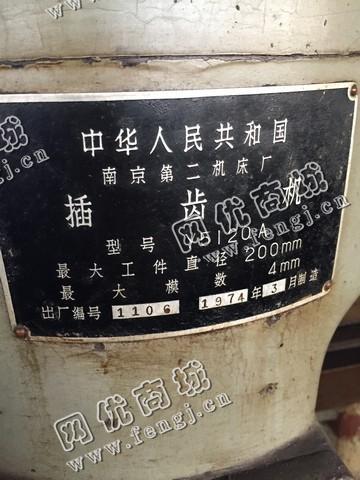 中华人民共和国
南京第二机床厂
插齿机
型号 Y5120A
最大工件直径 200mm
最大模数 4mm
出厂编号 1106 1974年3月制造
网优商城
www.fengj.cn
网优商城
www.fengj.cn
网优商城
www.fengj.cn